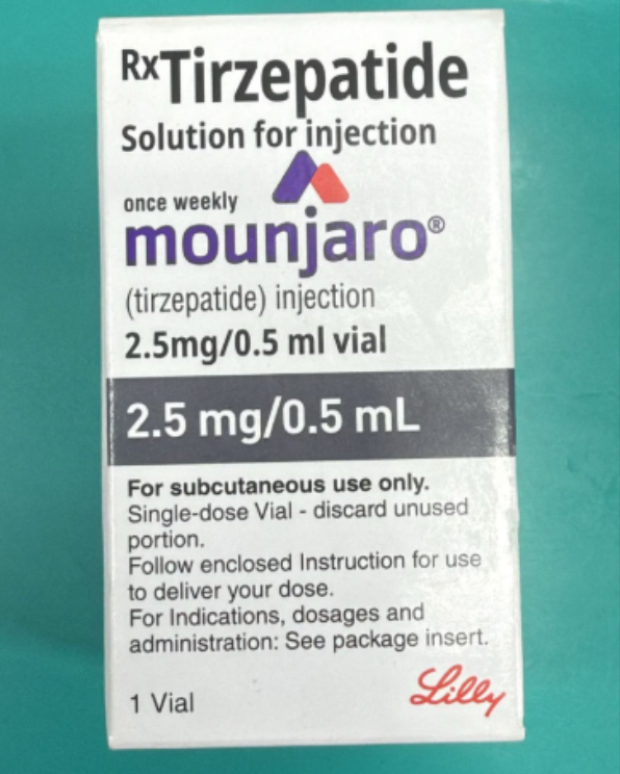 RxTirzepatide
Solution for injection
once weekly
mounjaro®
(tirzepatide) injection
2.5mg/0.5 ml vial
2.5 mg/0.5 mL
For subcutaneous use only.
Single-dose Vial - discard unused
portion.
Follow enclosed Instruction for use
to deliver your dose.
For Indications, dosages and
administration: See package insert.
1 Vial
Lilly